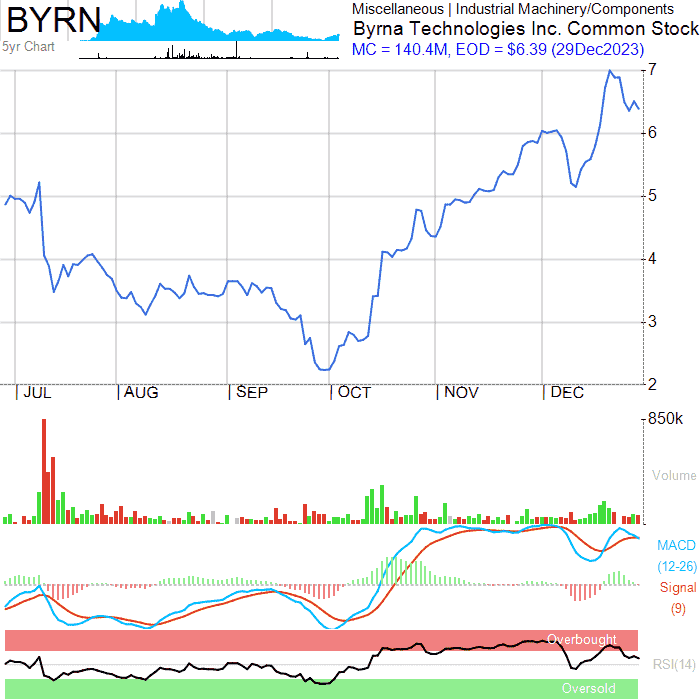 BYRN
5yr Chart
Miscellaneous | Industrial Machinery/Components
Byrna Technologies Inc. Common Stock
MC = 140.4M, EOD = $6.39 (29Dec2023)
7
6
5
4
3
2
|JUL |AUG |SEP |OCT |NOV |DEC
850k
Volume
MACD
(12-26)
Signal
(9)
Overbought
RSI(14)
Oversold